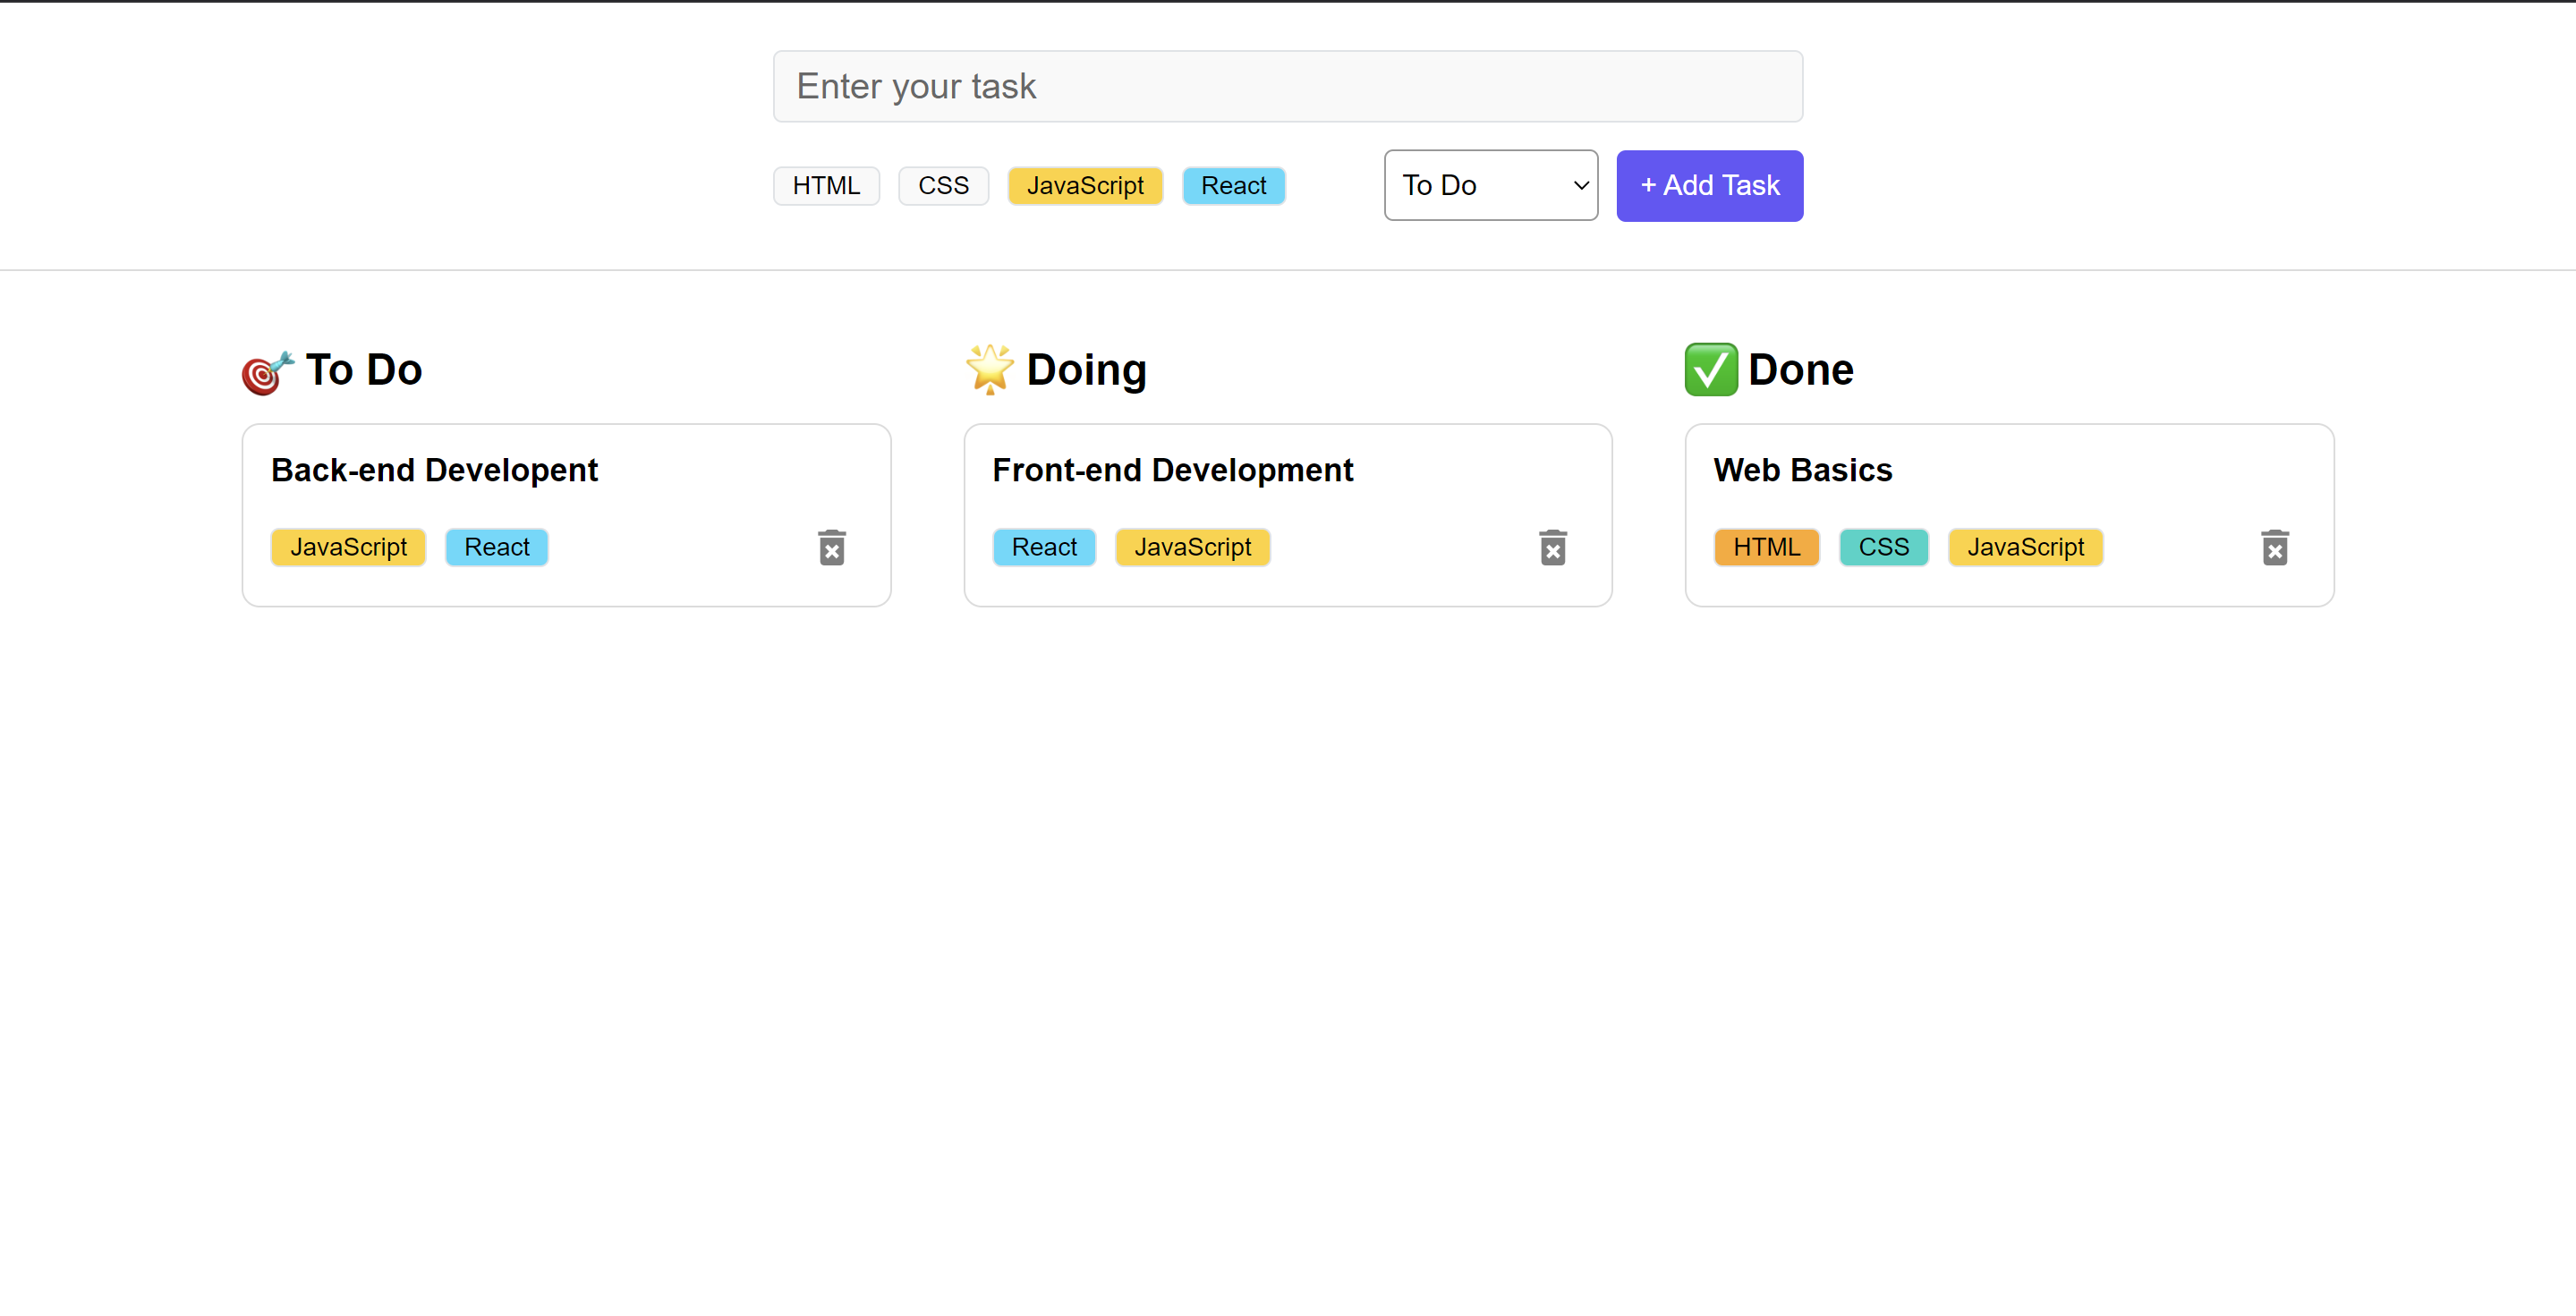 Enter your task
HTML CSS JavaScript React To Do + Add Task
To Do
Back-end Developent
JavaScript React
Doing
Front-end Development
React JavaScript
Done
Web Basics
HTML CSS JavaScript